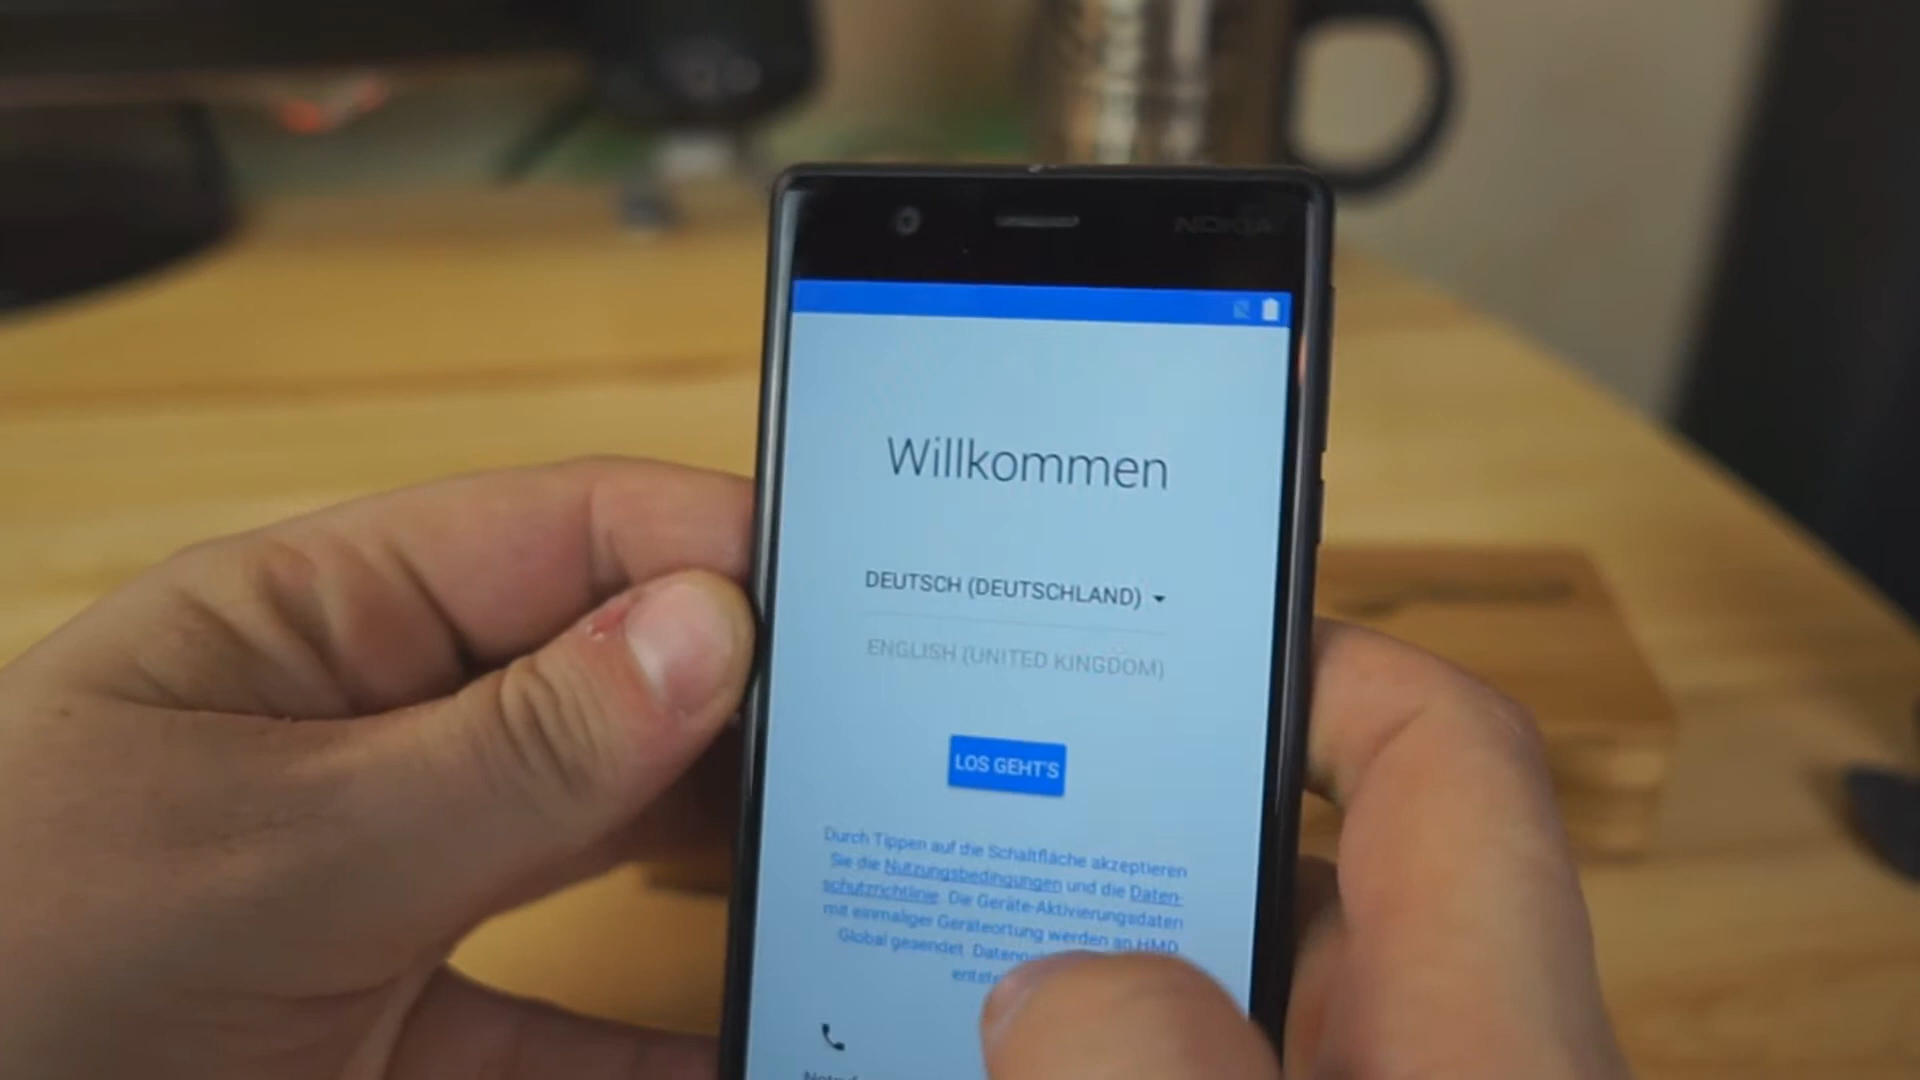 NOKIA
Willkommen
DEUTSCH (DEUTSCHLAND)
ENGLISH (UNITED KINGDOM)
LOS GEHT'S
Durch Tippen auf die Schaltfläche akzeptieren
Sie die Nutzungsbedingungen und die Daten-
schutzrichtlinie. Die Geräte-Aktivierungsdaten
mit einmaliger Geräteortung werden an HMD
Global gesendet.